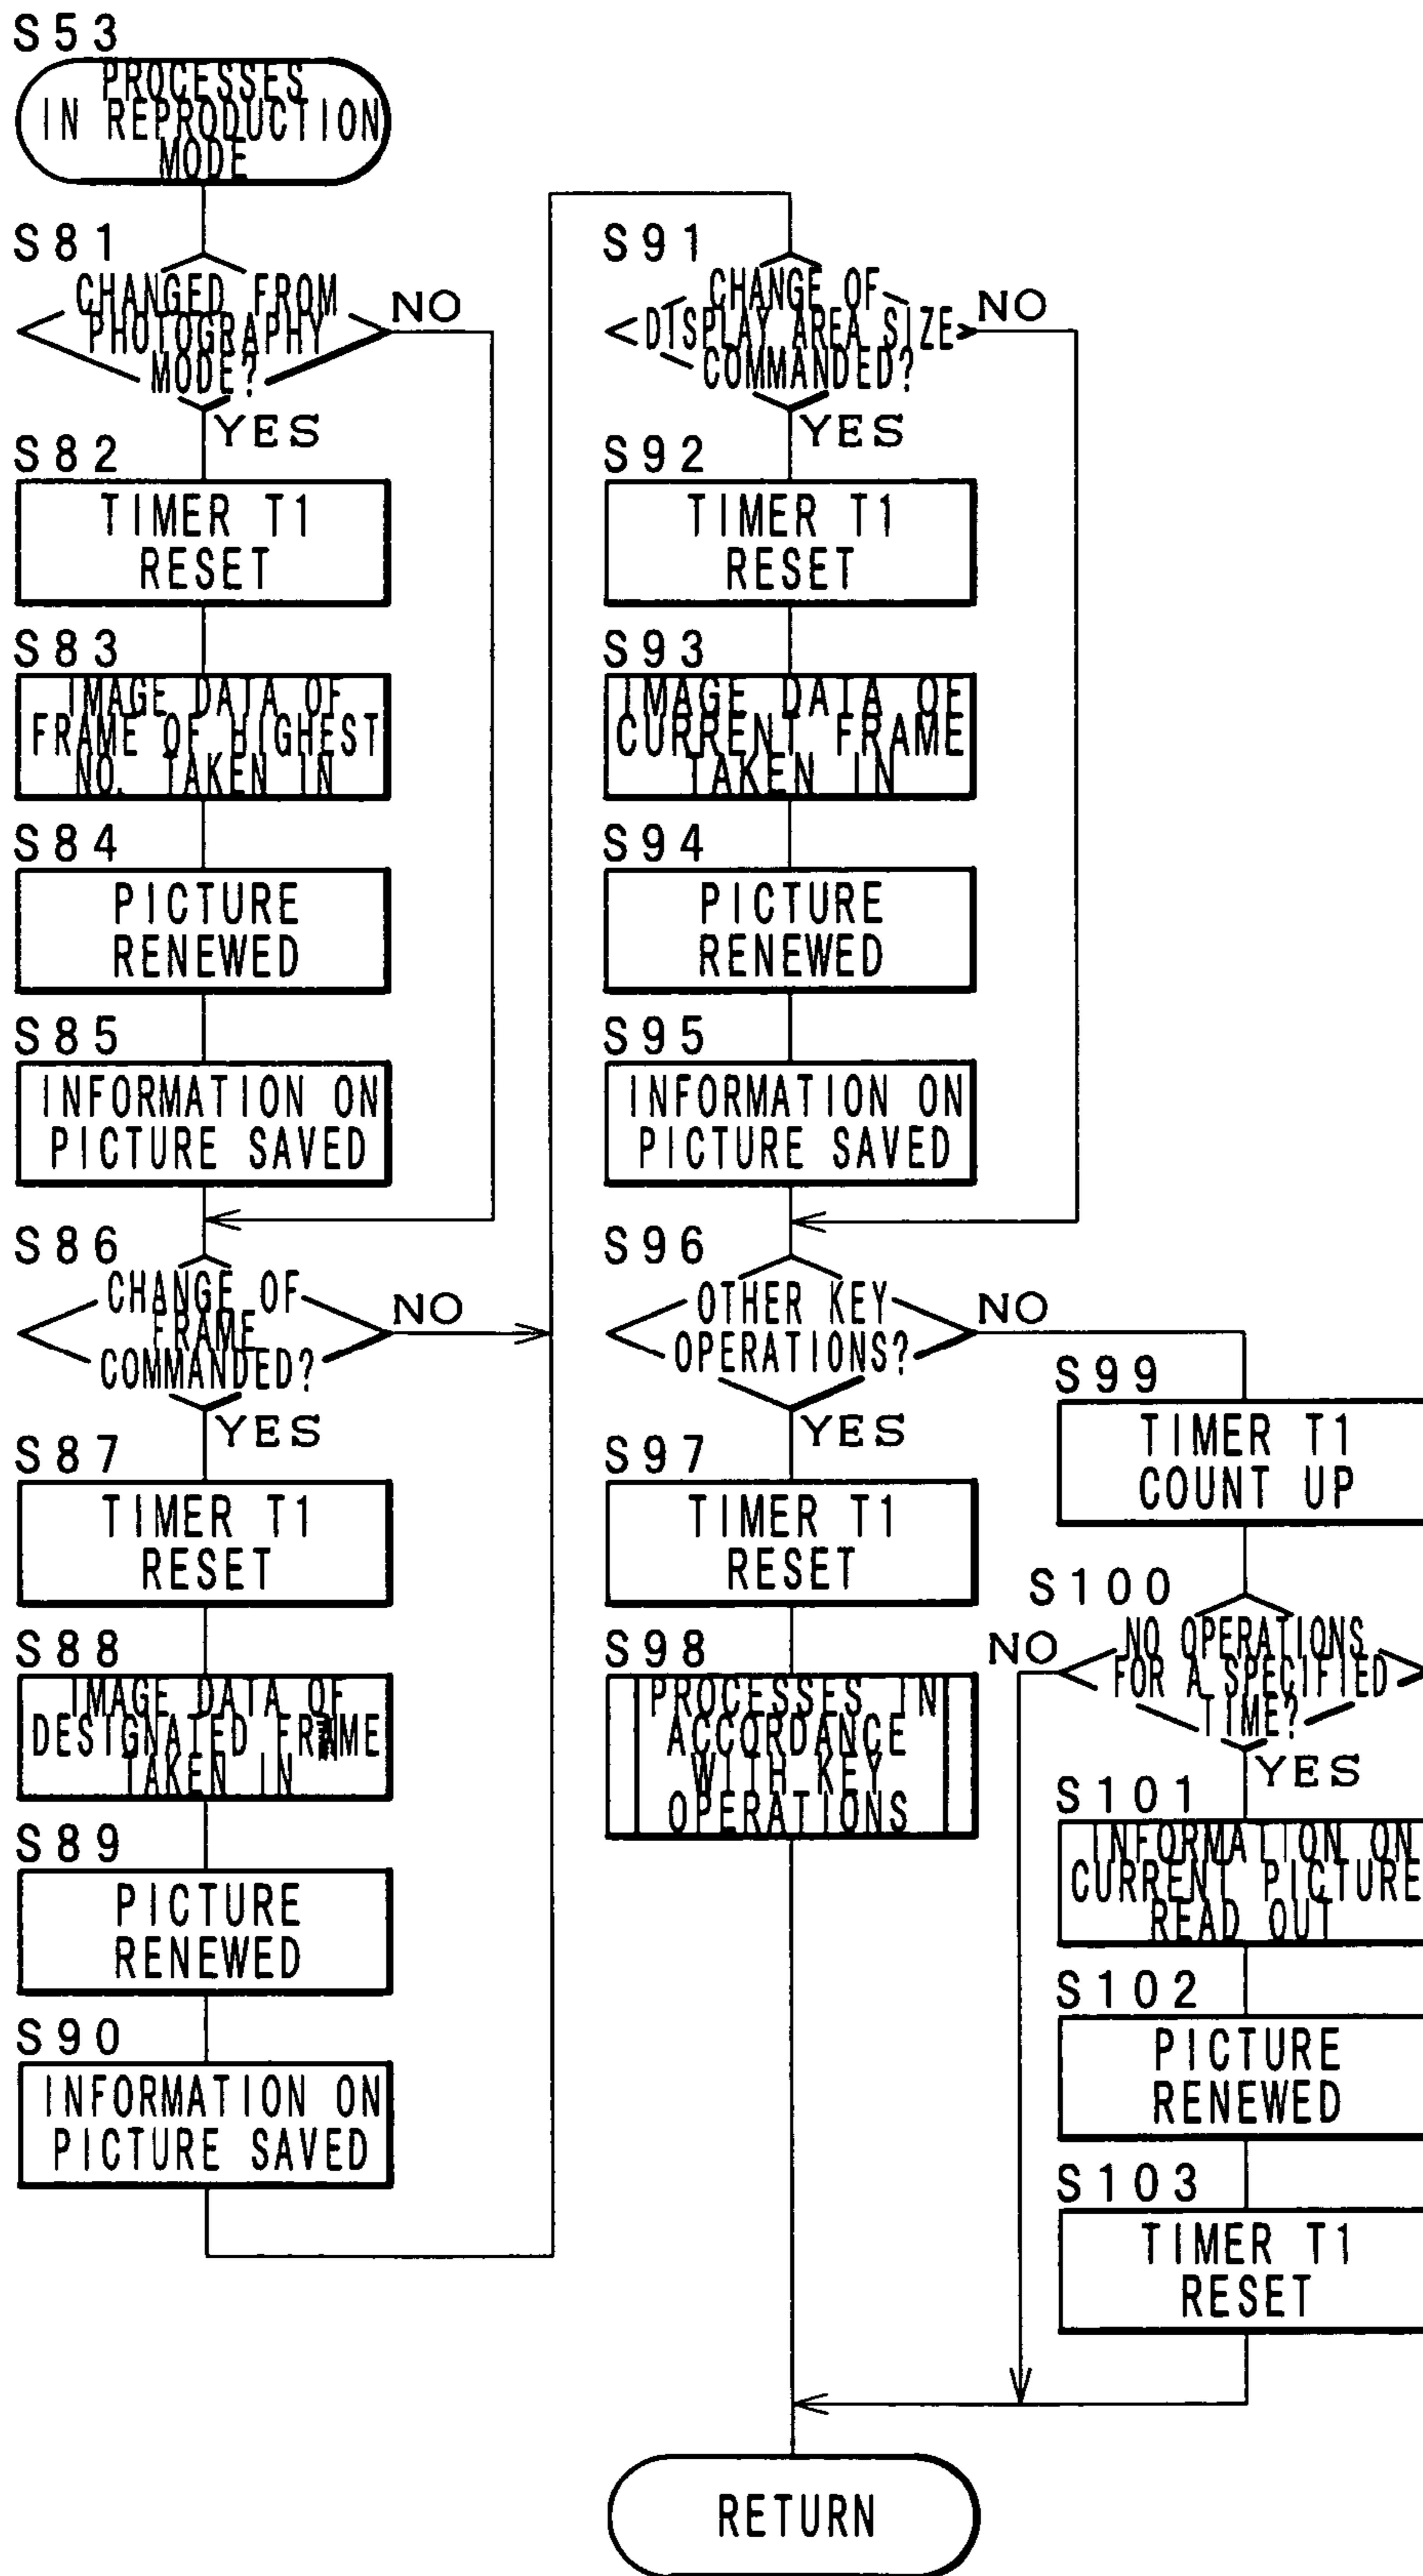 S53
PROCESSES
IN REPRODUCTION
MODE
S81
CHANGED FROM
PHOTOGRAPHY
MODE?
NO
YES
S82
TIMER T1
RESET
S83
IMAGE DATA OF
FRAME OF HIGHEST
NO. TAKEN IN
S84
PICTURE
RENEWED
S85
INFORMATION ON
PICTURE SAVED
S86
CHANGE OF
FRAME
COMMANDED?
NO
YES
S87
TIMER T1
RESET
S88
IMAGE DATA OF
DESIGNATED FRAME
TAKEN IN
S89
PICTURE
RENEWED
S90
INFORMATION ON
PICTURE SAVED
S91
CHANGE OF
DISPLAY AREA SIZE
COMMANDED?
NO
YES
S92
TIMER T1
RESET
S93
IMAGE DATA OF
CURRENT FRAME
TAKEN IN
S94
PICTURE
RENEWED
S95
INFORMATION ON
PICTURE SAVED
S96
OTHER KEY
OPERATIONS?
NO
YES
S97
TIMER T1
RESET
S98
PROCESSES IN
ACCORDANCE
WITH KEY
OPERATIONS
S99
TIMER T1
COUNT UP
S100
NO OPERATIONS
FOR A SPECIFIED
TIME?
NO
YES
S101
INFORMATION ON
CURRENT PICTURE
READ OUT
S102
PICTURE
RENEWED
S103
TIMER T1
RESET
RETURN